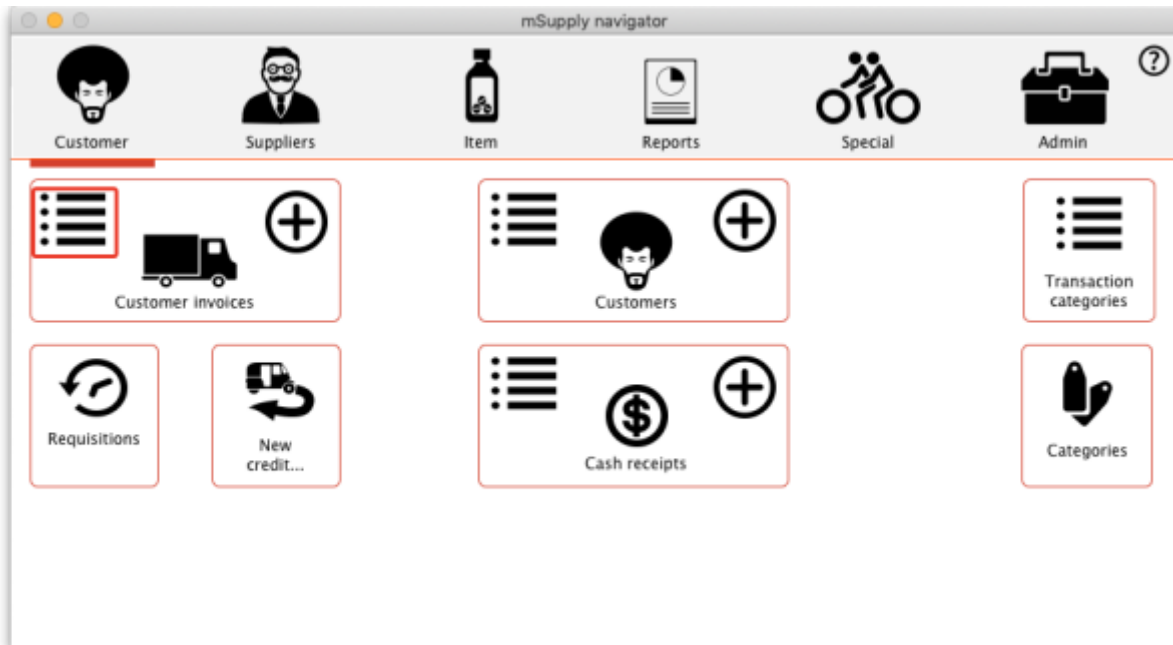 mSupply navigator
?
Customer
Suppliers
Item
Reports
Special
Admin
Customer invoices
Customers
Transaction
categories
Requisitions
New
credit...
$
Cash receipts
Categories